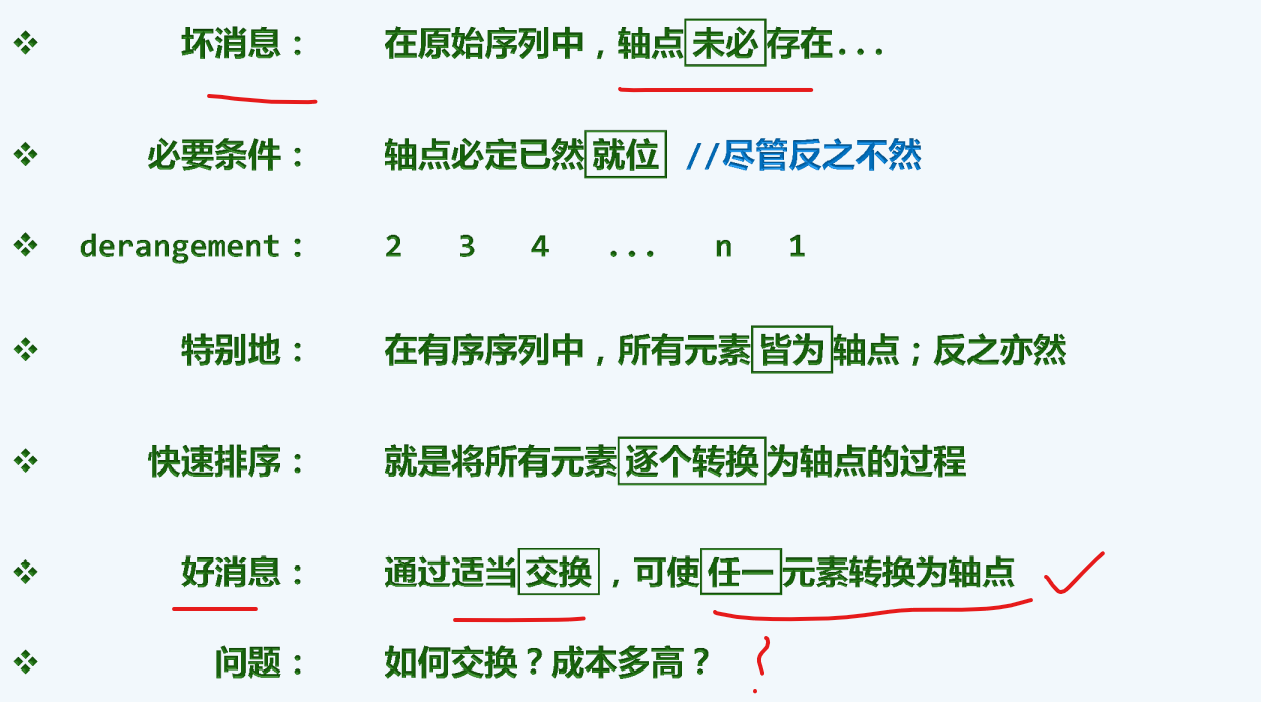 坏消息： 在原始序列中，轴点未必存在...
必要条件： 轴点必定已然就位 //尽管反之不然
derangement： 2 3 4 ... n 1
特别地： 在有序序列中，所有元素皆为轴点；反之亦然
快速排序： 就是将所有元素逐个转换为轴点的过程
好消息： 通过适当交换，可使任一元素转换为轴点
问题： 如何交换？成本多高？